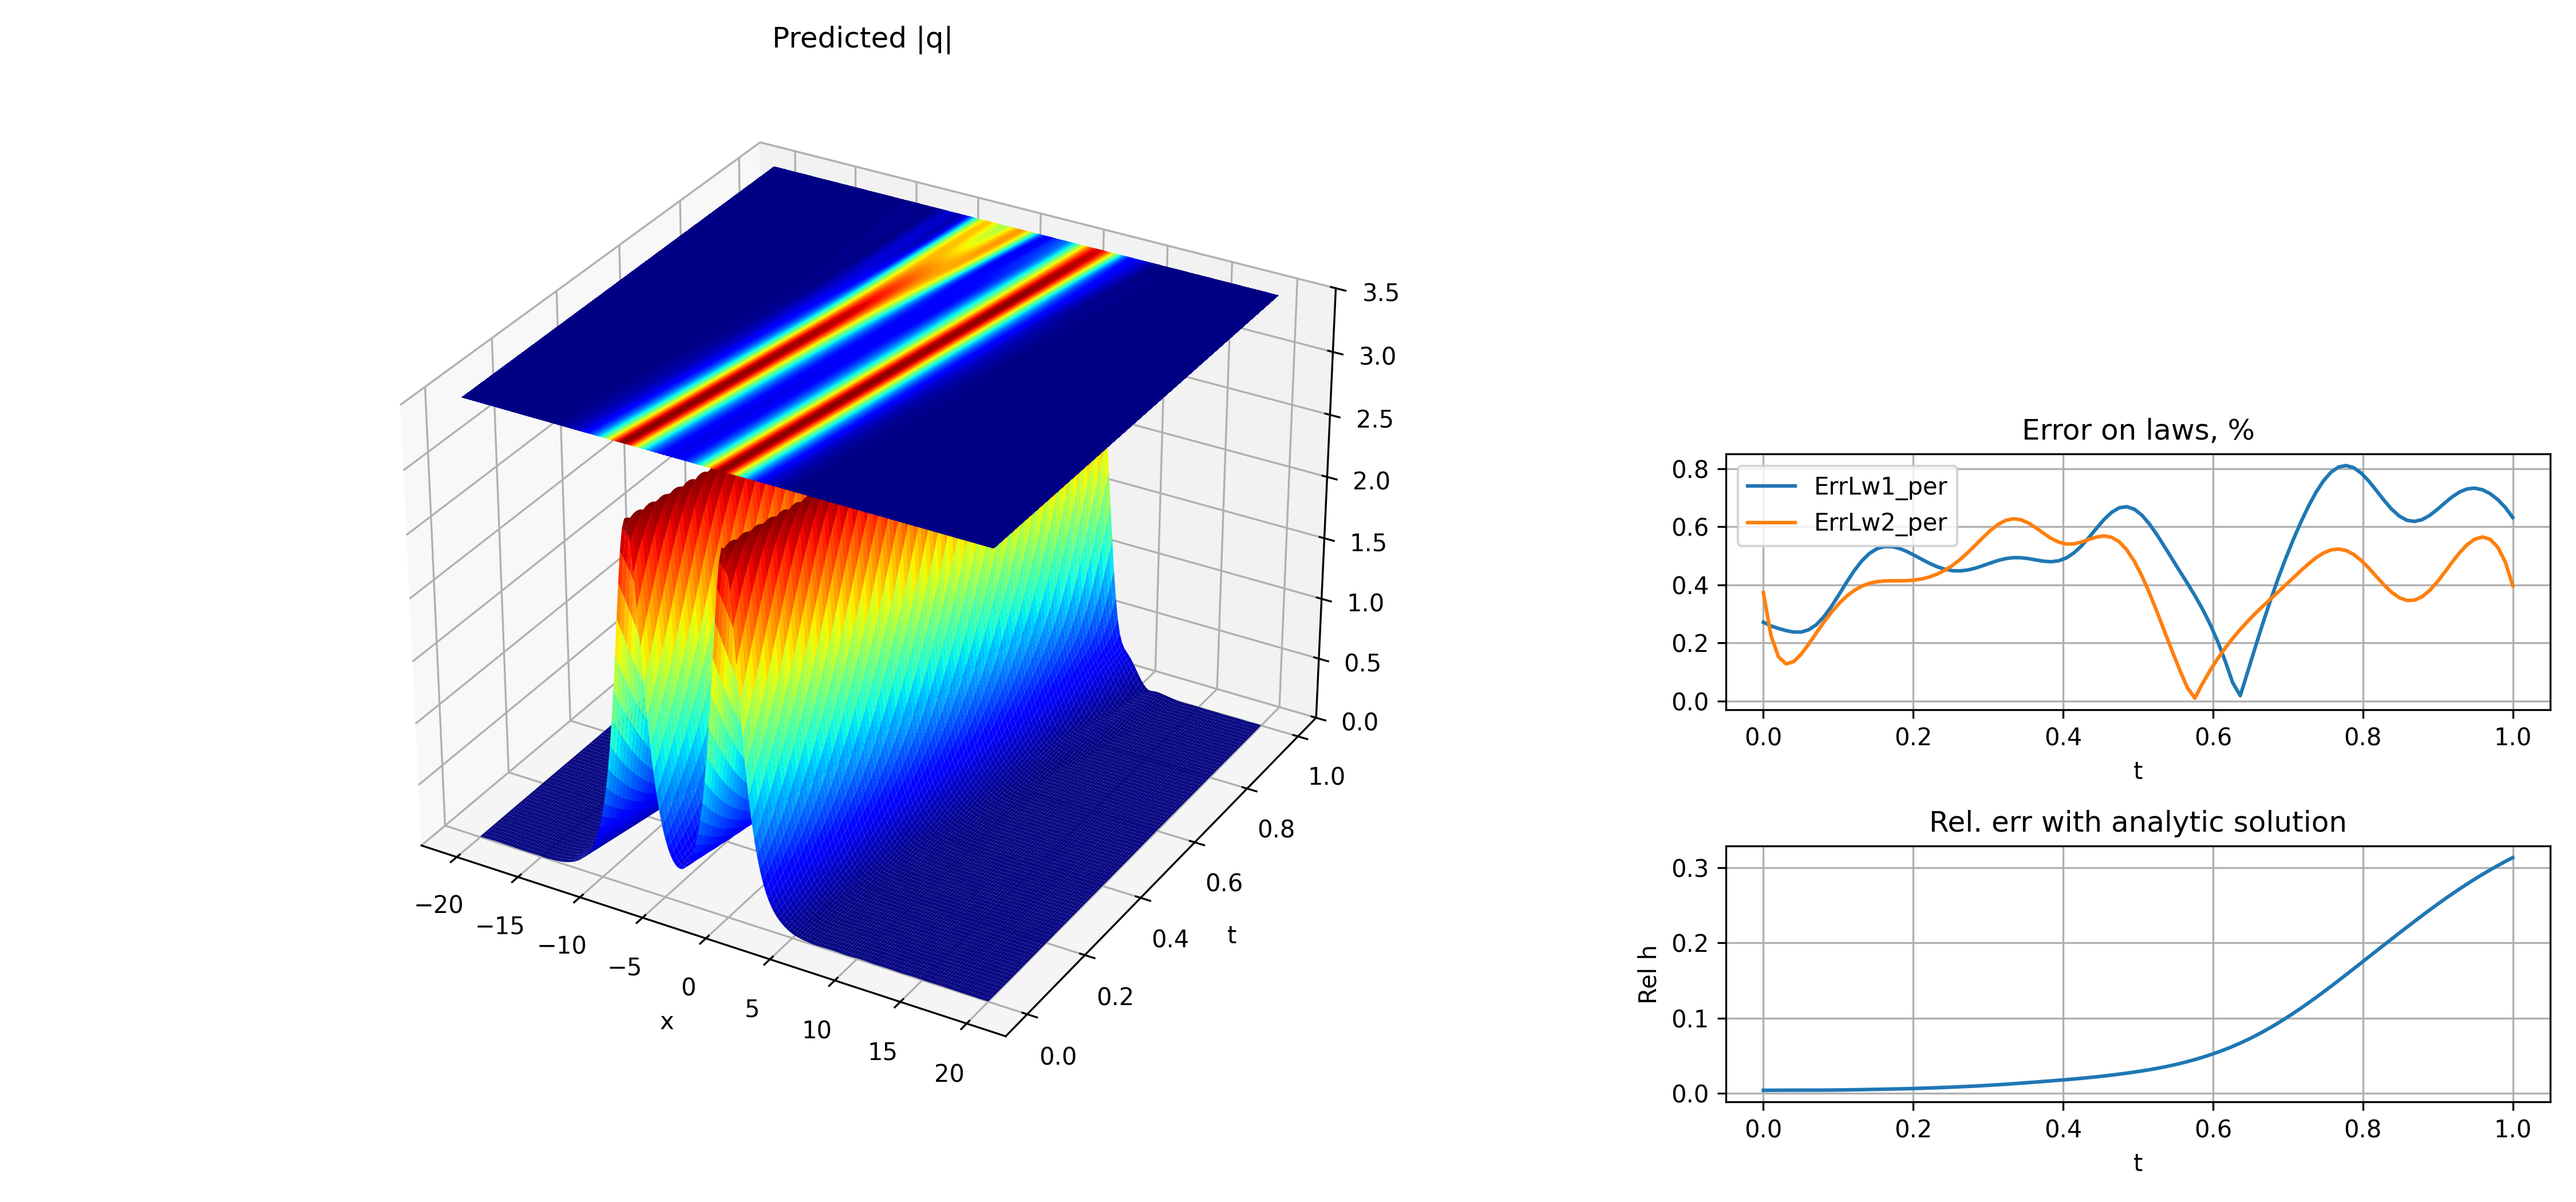 Predicted |q|
3.5
3.0
2.5
2.0
1.5
1.0
0.5
0.0
−20
−15
−10
−5
0
5
10
15
20
x
0.0
0.2
0.4
0.6
0.8
1.0
t
Error on laws, %
0.8
0.6
0.4
0.2
0.0
ErrLw1_per
ErrLw2_per
0.0 0.2 0.4 0.6 0.8 1.0
t
Rel. err with analytic solution
Rel h
0.3
0.2
0.1
0.0
0.0 0.2 0.4 0.6 0.8 1.0
t